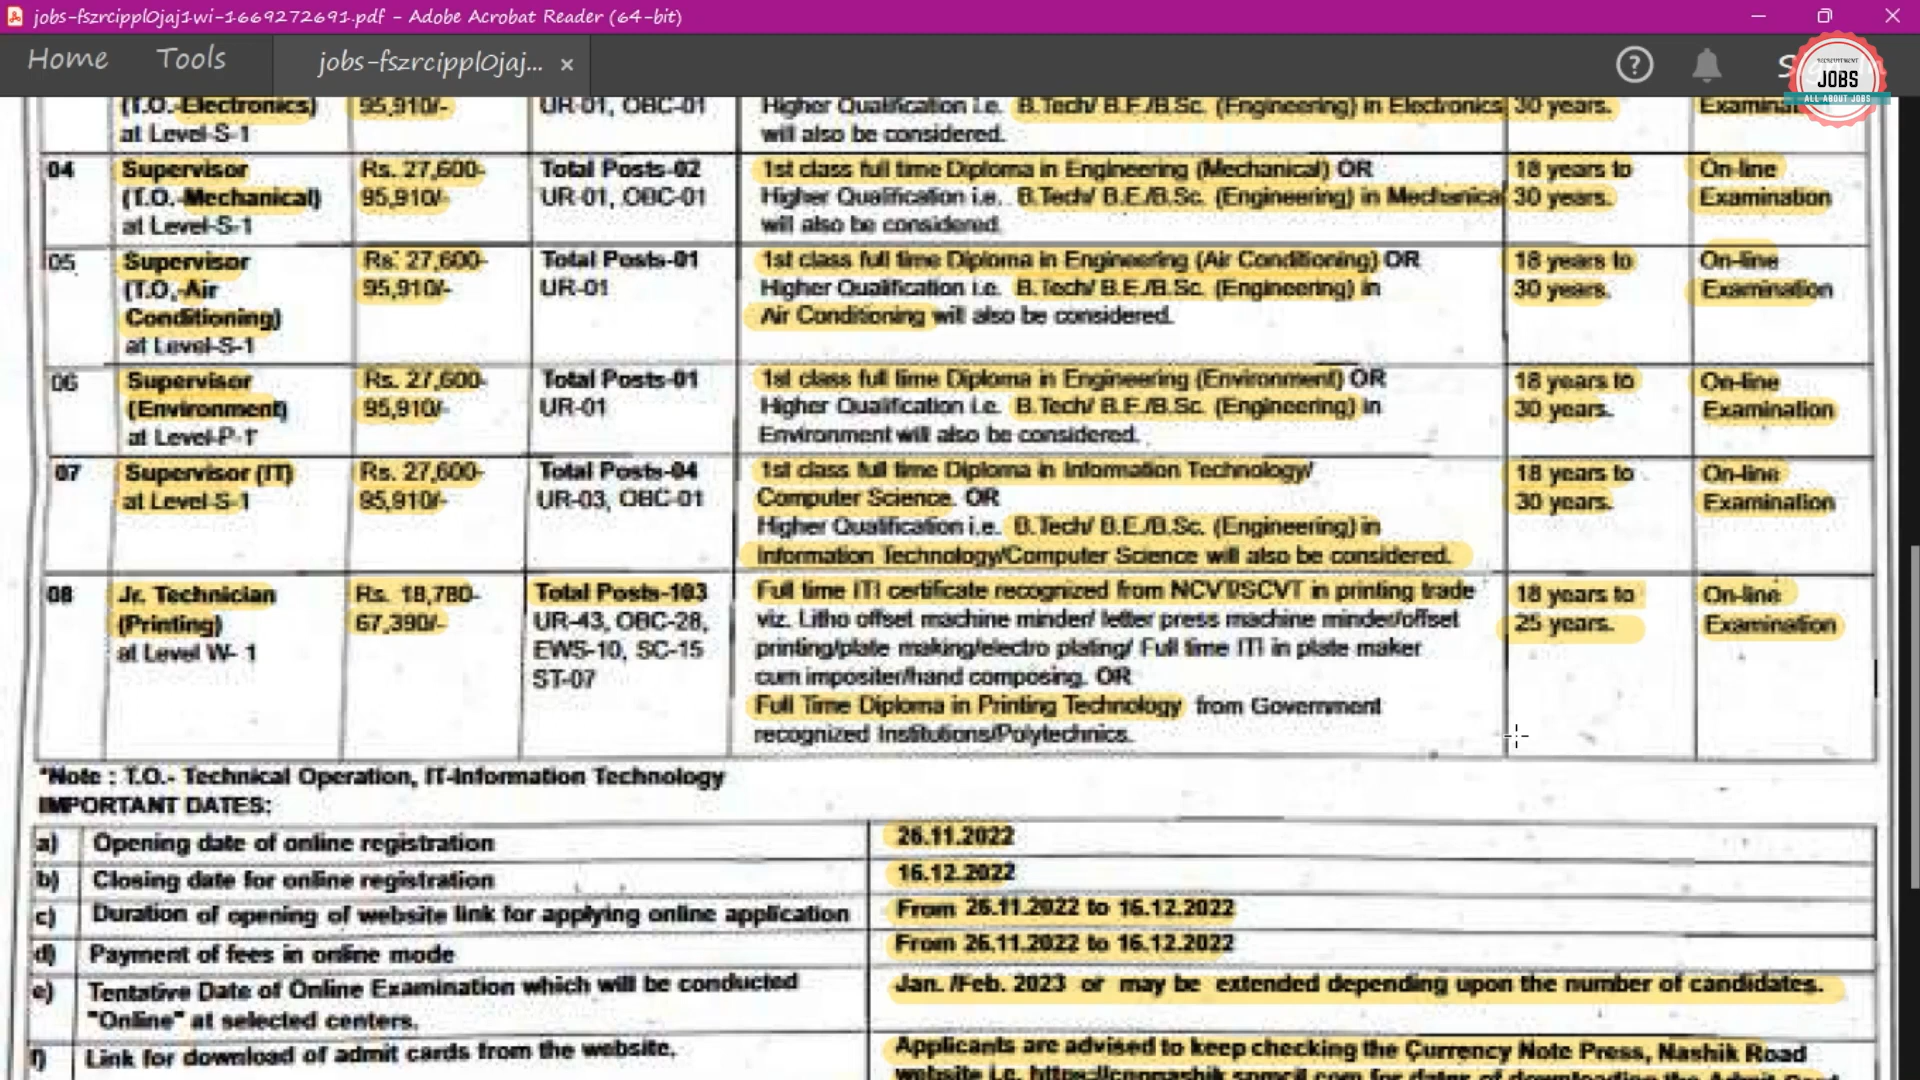 jobs-fszrcippl0jaj1wi-1669272691.pdf - Adobe Acrobat Reader (64-bit)
Home Tools jobs-fszrcippl0jaj... × ?
RECRUITMENT
JOBS
ALL ABOUT JOBS
(T.O.-Electronics) 95,910/- UR-01, OBC-01 Higher Qualification i.e. B.Tech/ B.E./B.Sc. (Engineering) in Electronics 30 years.
at Level-S-1 will also be considered.
04 Supervisor Rs. 27,600- Total Posts-02 1st class full time Diploma in Engineering (Mechanical) OR 18 years to On-line
(T.O.-Mechanical) 95,910/- UR-01, OBC-01 Higher Qualification i.e. B.Tech/ B.E./B.Sc. (Engineering) in Mechanical 30 years. Examination
at Level-S-1 will also be considered.
05 Supervisor Rs. 27,600- Total Posts-01 1st class full time Diploma in Engineering (Air Conditioning) OR 18 years to On-line
(T.O.-Air 95,910/- UR-01 Higher Qualification i.e. B.Tech/ B.E./B.Sc. (Engineering) in 30 years. Examination
Conditioning) Air Conditioning will also be considered.
at Level-S-1
06 Supervisor Rs. 27,600- Total Posts-01 1st class full time Diploma in Engineering (Environment) OR 18 years to On-line
(Environment) 95,910/- UR-01 Higher Qualification i.e. B.Tech/ B.E./B.Sc. (Engineering) in 30 years. Examination
at Level-P-1 Environment will also be considered.
07 Supervisor (IT) Rs. 27,600- Total Posts-04 1st class full time Diploma in Information Technology/ 18 years to On-line
at Level-S-1 95,910/- UR-03, OBC-01 Computer Science. OR 30 years. Examination
Higher Qualification i.e. B.Tech/ B.E./B.Sc. (Engineering) in
Information Technology/Computer Science will also be considered.
08 Jr. Technician Rs. 18,780- Total Posts-103 Full time ITI certificate recognized from NCVT/SCVT in printing trade 18 years to On-line
(Printing) 67,390/- UR-43, OBC-28, viz. Litho offset machine minder/ letter press machine minder/offset 25 years. Examination
at Level W- 1 EWS-10, SC-15 printing/plate making/electro plating/ Full time ITI in plate maker
ST-07 cum impositer/hand composing. OR
Full Time Diploma in Printing Technology from Government
recognized Institutions/Polytechnics.
*Note : T.O.- Technical Operation, IT-Information Technology
IMPORTANT DATES:
a) Opening date of online registration 26.11.2022
b) Closing date for online registration 16.12.2022
c) Duration of opening of website link for applying online application From 26.11.2022 to 16.12.2022
d) Payment of fees in online mode From 26.11.2022 to 16.12.2022
e) Tentative Date of Online Examination which will be conducted Jan. /Feb. 2023 or may be extended depending upon the number of candidates.
"Online" at selected centers.
f) Link for download of admit cards from the website. Applicants are advised to keep checking the Currency Note Press, Nashik Road
website i.e. https://cnpnashik.spmcil.com for dates of downloading the Admit Card